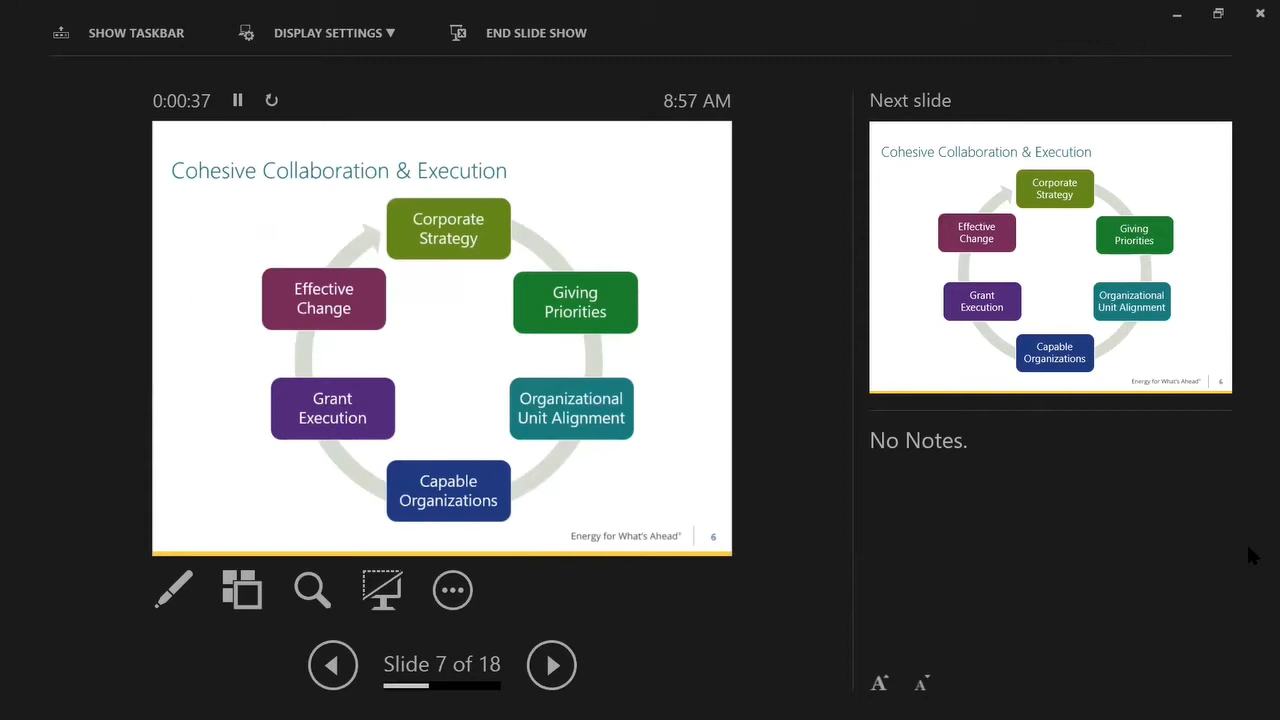 SHOW TASKBAR
DISPLAY SETTINGS ▼
END SLIDE SHOW
0:00:37
8:57 AM
Cohesive Collaboration & Execution
Corporate
Strategy
Giving
Priorities
Organizational
Unit Alignment
Capable
Organizations
Grant
Execution
Effective
Change
Energy for What's Ahead®
6
Slide 7 of 18
Next slide
Cohesive Collaboration & Execution
Corporate
Strategy
Giving
Priorities
Organizational
Unit Alignment
Capable
Organizations
Grant
Execution
Effective
Change
Energy for What's Ahead®
6
No Notes.
A
A